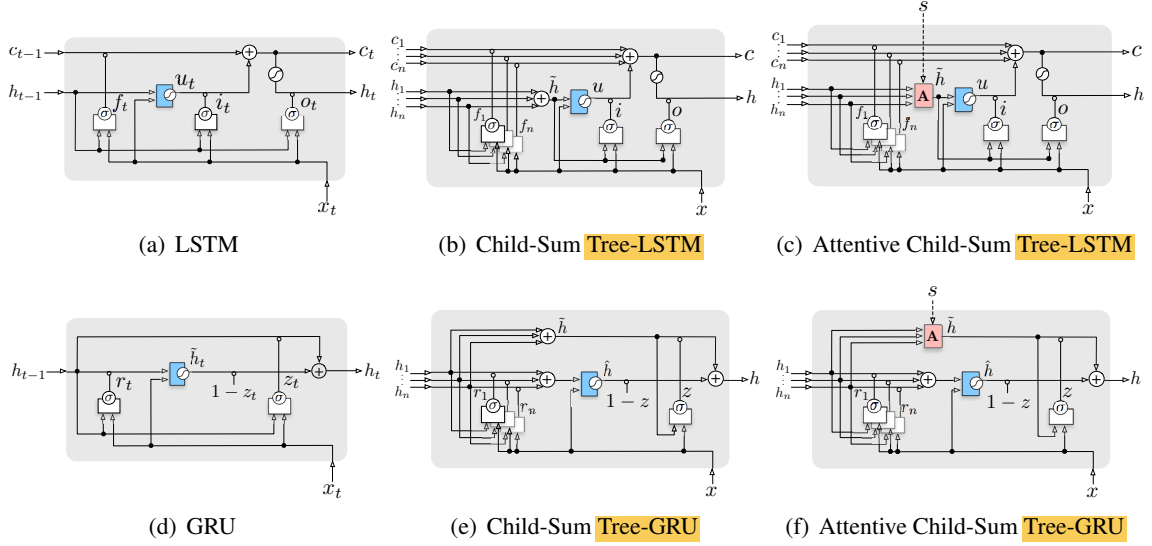 s
s
c_{t-1}
c_t
c_1
⋮
c_n
c
c_1
⋮
c_n
c
h_{t-1}
f_t
u_t
i_t
o_t
h_t
h_1
⋮
h_n
f_1
f_n
h̃
u
i
o
h
h_1
⋮
h_n
f_1
f_n
A
h̃
u
i
o
h
σ σ σ
σ σ σ
σ σ σ
x_t
x
x
(a) LSTM
(b) Child-Sum Tree-LSTM
(c) Attentive Child-Sum Tree-LSTM
h_{t-1}
r_t
h̃_t
1 − z_t
z_t
h_t
σ σ
h̃
h_1
⋮
h_n
r_1
r_n
ĥ
1 − z
z
h
σ σ
A
h̃
h_1
⋮
h_n
r_1
r_n
ĥ
1 − z
z
h
σ σ
x_t
x
x
(d) GRU
(e) Child-Sum Tree-GRU
(f) Attentive Child-Sum Tree-GRU